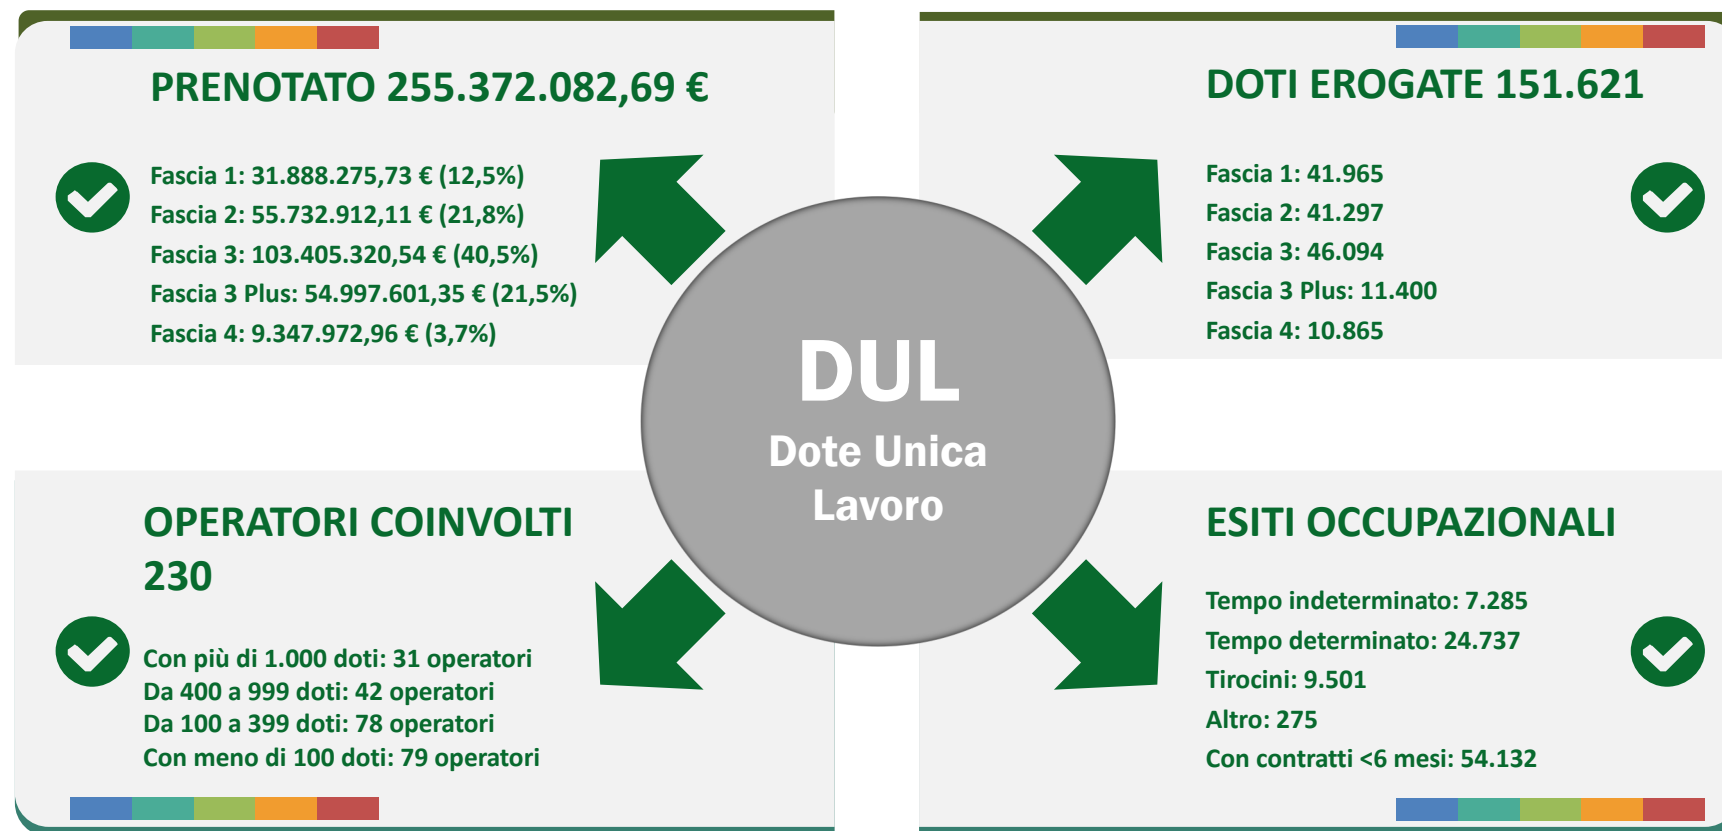 PRENOTATO 255.372.082,69 €
Fascia 1: 31.888.275,73 € (12,5%)
Fascia 2: 55.732.912,11 € (21,8%)
Fascia 3: 103.405.320,54 € (40,5%)
Fascia 3 Plus: 54.997.601,35 € (21,5%)
Fascia 4: 9.347.972,96 € (3,7%)
DOTI EROGATE 151.621
Fascia 1: 41.965
Fascia 2: 41.297
Fascia 3: 46.094
Fascia 3 Plus: 11.400
Fascia 4: 10.865
DUL
Dote Unica
Lavoro
OPERATORI COINVOLTI
230
Con più di 1.000 doti: 31 operatori
Da 400 a 999 doti: 42 operatori
Da 100 a 399 doti: 78 operatori
Con meno di 100 doti: 79 operatori
ESITI OCCUPAZIONALI
Tempo indeterminato: 7.285
Tempo determinato: 24.737
Tirocini: 9.501
Altro: 275
Con contratti <6 mesi: 54.132